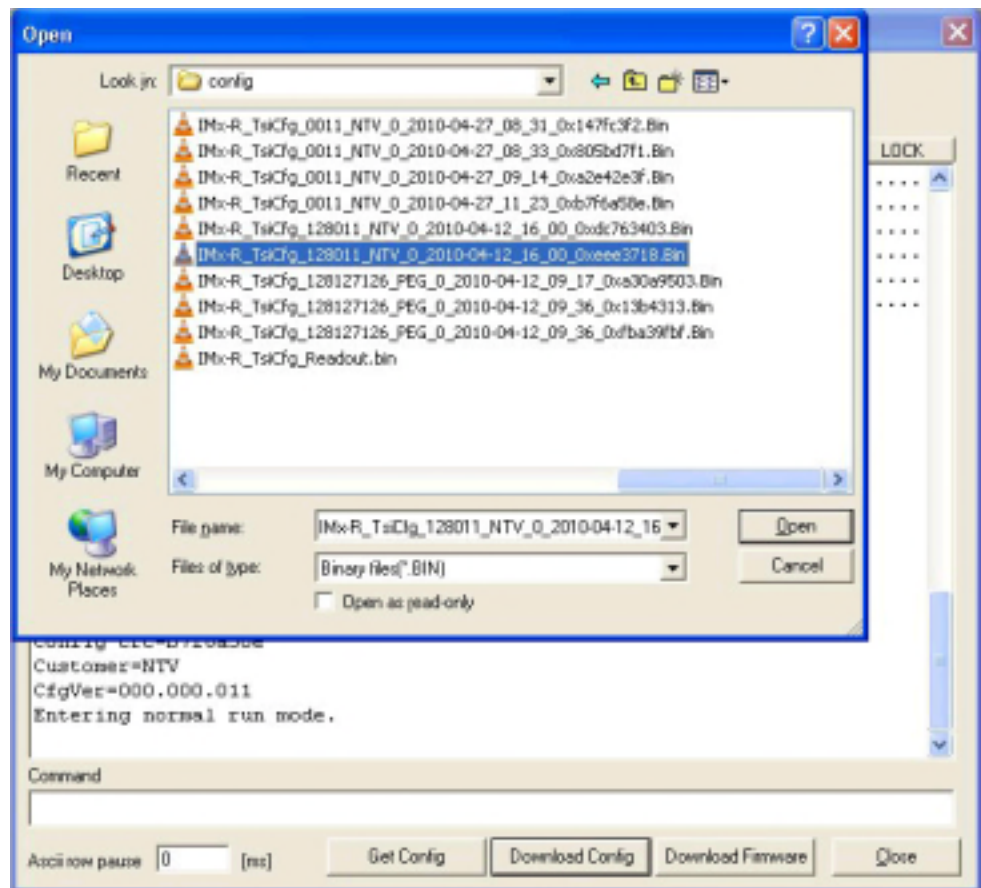 Open
Look in: config
IMx-R_TsiCfg_0011_NTV_0_2010-04-27_08_31_0x147fc3f2.Bin
IMx-R_TsiCfg_0011_NTV_0_2010-04-27_08_33_0x805bd7f1.Bin
IMx-R_TsiCfg_0011_NTV_0_2010-04-27_09_14_0xa2e42e3f.Bin
IMx-R_TsiCfg_0011_NTV_0_2010-04-27_11_23_0xb7f6a58e.Bin
IMx-R_TsiCfg_128011_NTV_0_2010-04-12_16_00_0xdc763403.Bin
IMx-R_TsiCfg_128011_NTV_0_2010-04-12_16_00_0xeee3718.Bin
IMx-R_TsiCfg_128127126_PEG_0_2010-04-12_09_17_0xa30a9503.Bin
IMx-R_TsiCfg_128127126_PEG_0_2010-04-12_09_36_0x13b4313.Bin
IMx-R_TsiCfg_128127126_PEG_0_2010-04-12_09_36_0xfba39fbf.Bin
IMx-R_TsiCfg_Readout.bin
Recent
Desktop
My Documents
My Computer
My Network
Places
File name: IMx-R_TsiCfg_128011_NTV_0_2010-04-12_16
Files of type: Binary files(*.BIN)
Open as read-only
Open
Cancel
LOCK
....
....
....
....
....
Config
Customer=NTV
CfgVer=000.000.011
Entering normal run mode.
Command
Ascii row pause 0 [ms]
Get Config
Download Config
Download Firmware
Close